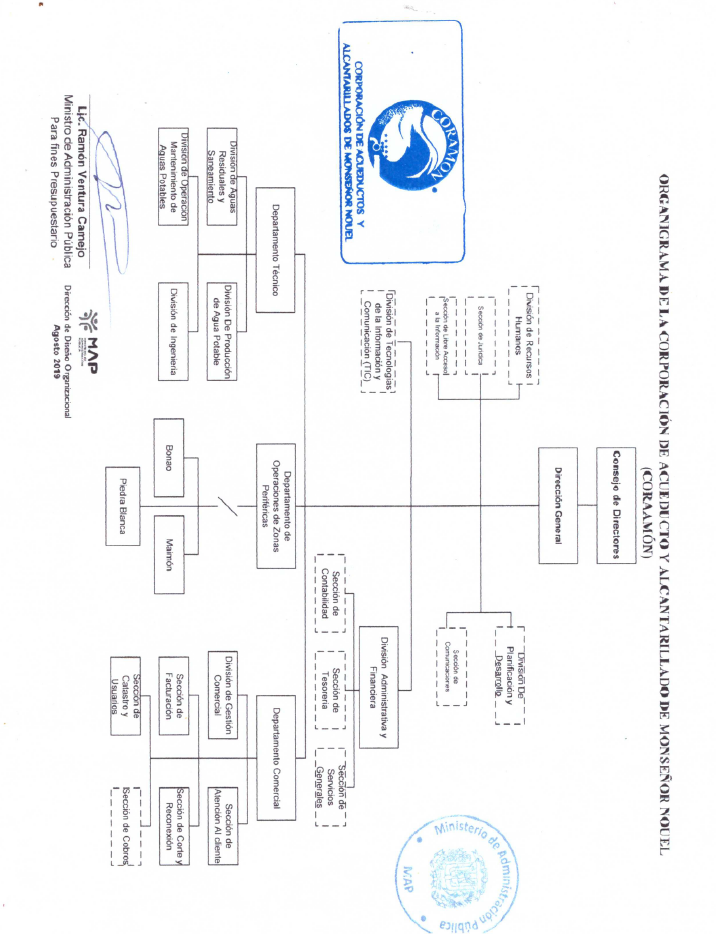 ORGANIGRAMA DE LA CORPORACIÓN DE ACUEDUCTO Y ALCANTARILLADO DE MONSEÑOR NOUEL
(CORAAMÓN)
Consejo de Directores
Dirección General
División de Recursos
Humanos
Sección de Jurídica
Sección de Libre Acceso
a la Información
División De
Planificación y
Desarrollo
Sección de
Comunicaciones
División de Tecnologías
de la Información y
Comunicación (TIC)
División Administrativa y
Financiera
Sección de
Contabilidad
Sección de
Tesorería
Sección de
Servicios
Generales
Departamento Técnico
División de Aguas
Residuales y
Saneamiento
División De Producción
de Agua Potable
División de Operación
Mantenimiento de
Aguas Potables
División de Ingeniería
Departamento de
Operaciones de Zonas
Periféricas
Bonao
Maimón
Piedra Blanca
Departamento Comercial
División de Gestión
Comercial
Sección de
Atención Al cliente
Sección de
Facturación
Sección de Corte y
Reconexión
Sección de
Catastro y
Usuarios
Sección de Cobros
CORAMÓN
CORPORACIÓN DE ACUEDUCTOS Y
ALCANTARILLADOS DE MONSEÑOR NOUEL
Lic. Ramón Ventura Camejo
Ministro de Administración Pública
Para fines Presupuestario
MAP
Dirección de Diseño Organizacional
Agosto 2019
Ministerio de Administración Pública
MAP